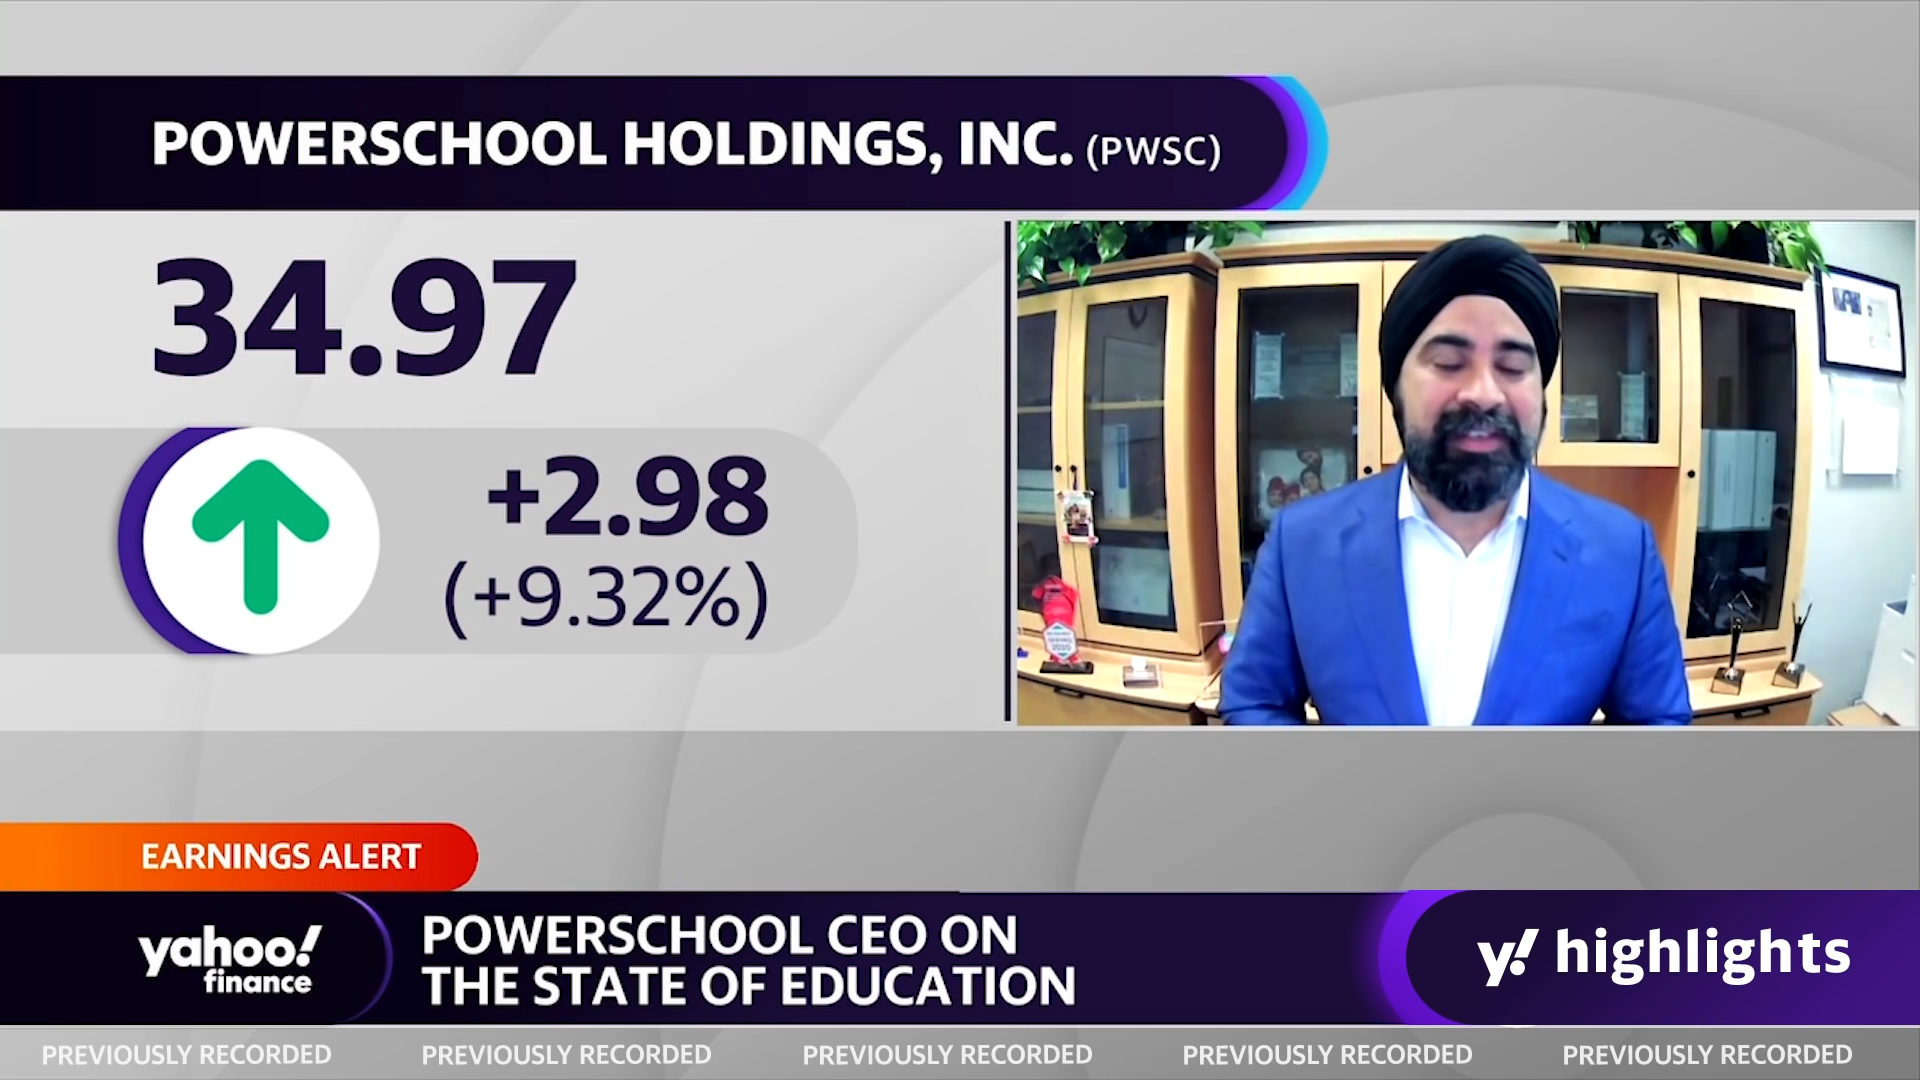 POWERSCHOOL HOLDINGS, INC. (PWSC)
34.97
+2.98
(+9.32%)
2020
EARNINGS ALERT
yahoo!
finance
POWERSCHOOL CEO ON
THE STATE OF EDUCATION
y! highlights
PREVIOUSLY RECORDED PREVIOUSLY RECORDED PREVIOUSLY RECORDED PREVIOUSLY RECORDED PREVIOUSLY RECORDED